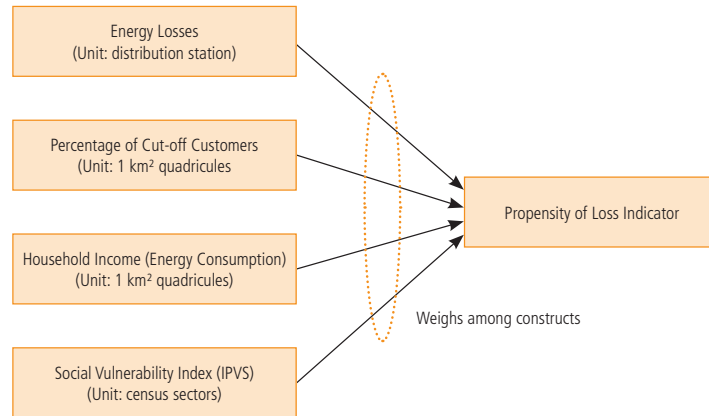 Energy Losses
(Unit: distribution station)
Percentage of Cut-off Customers
(Unit: 1 km² quadricules
Household Income (Energy Consumption)
(Unit: 1 km² quadricules)
Social Vulnerability Index (IPVS)
(Unit: census sectors)
Propensity of Loss Indicator
Weighs among constructs